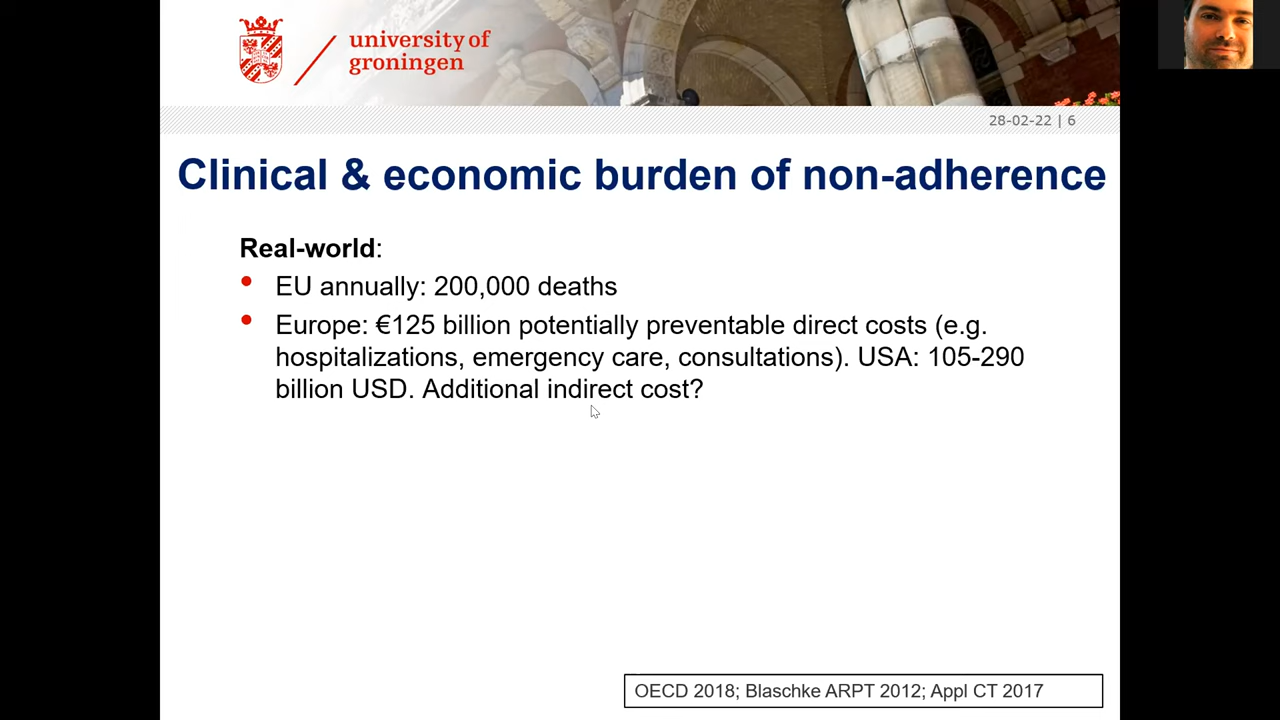 university of
groningen
28-02-22 | 6
Clinical & economic burden of non-adherence
Real-world:
• EU annually: 200,000 deaths
• Europe: €125 billion potentially preventable direct costs (e.g.
hospitalizations, emergency care, consultations). USA: 105-290
billion USD. Additional indirect cost?
OECD 2018; Blaschke ARPT 2012; Appl CT 2017